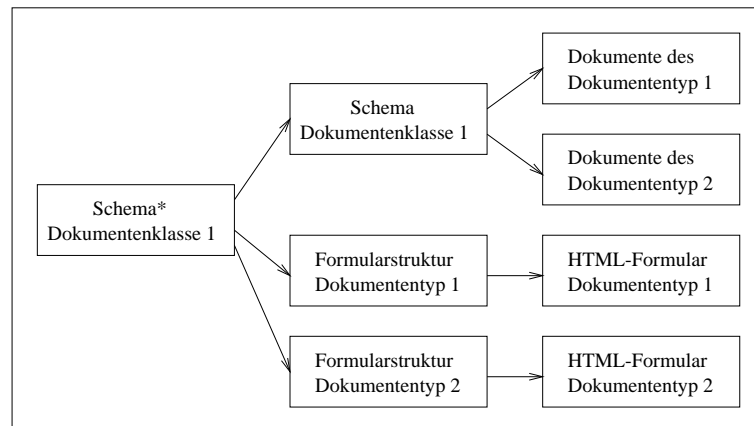 Schema*
Dokumentenklasse 1
Schema
Dokumentenklasse 1
Dokumente des
Dokumententyp 1
Dokumente des
Dokumententyp 2
Formularstruktur
Dokumententyp 1
HTML-Formular
Dokumententyp 1
Formularstruktur
Dokumententyp 2
HTML-Formular
Dokumententyp 2